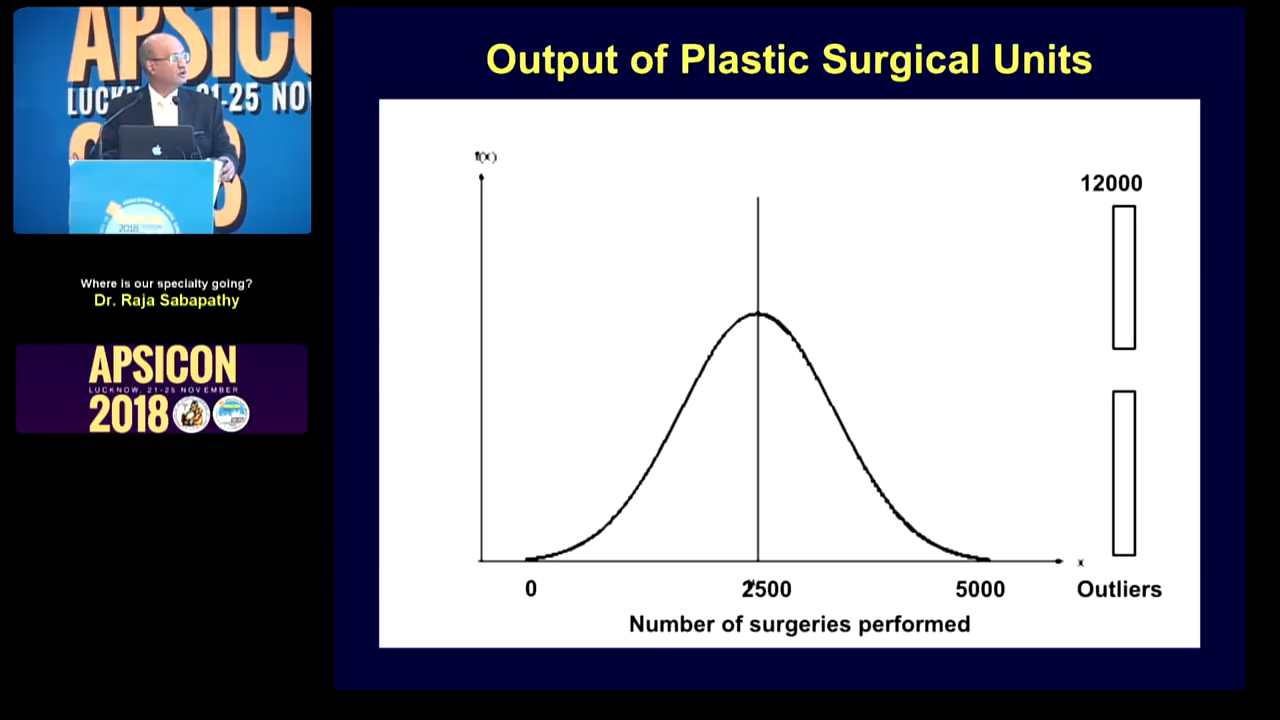 APSIC
LUCKN 21-25 NO
2018
Where is our specialty going?
Dr. Raja Sabapathy
APSICON
LUCKNOW, 21-25 NOVEMBER
2018
Output of Plastic Surgical Units
f(x)
12000
x
0 2500 5000 Outliers
Number of surgeries performed